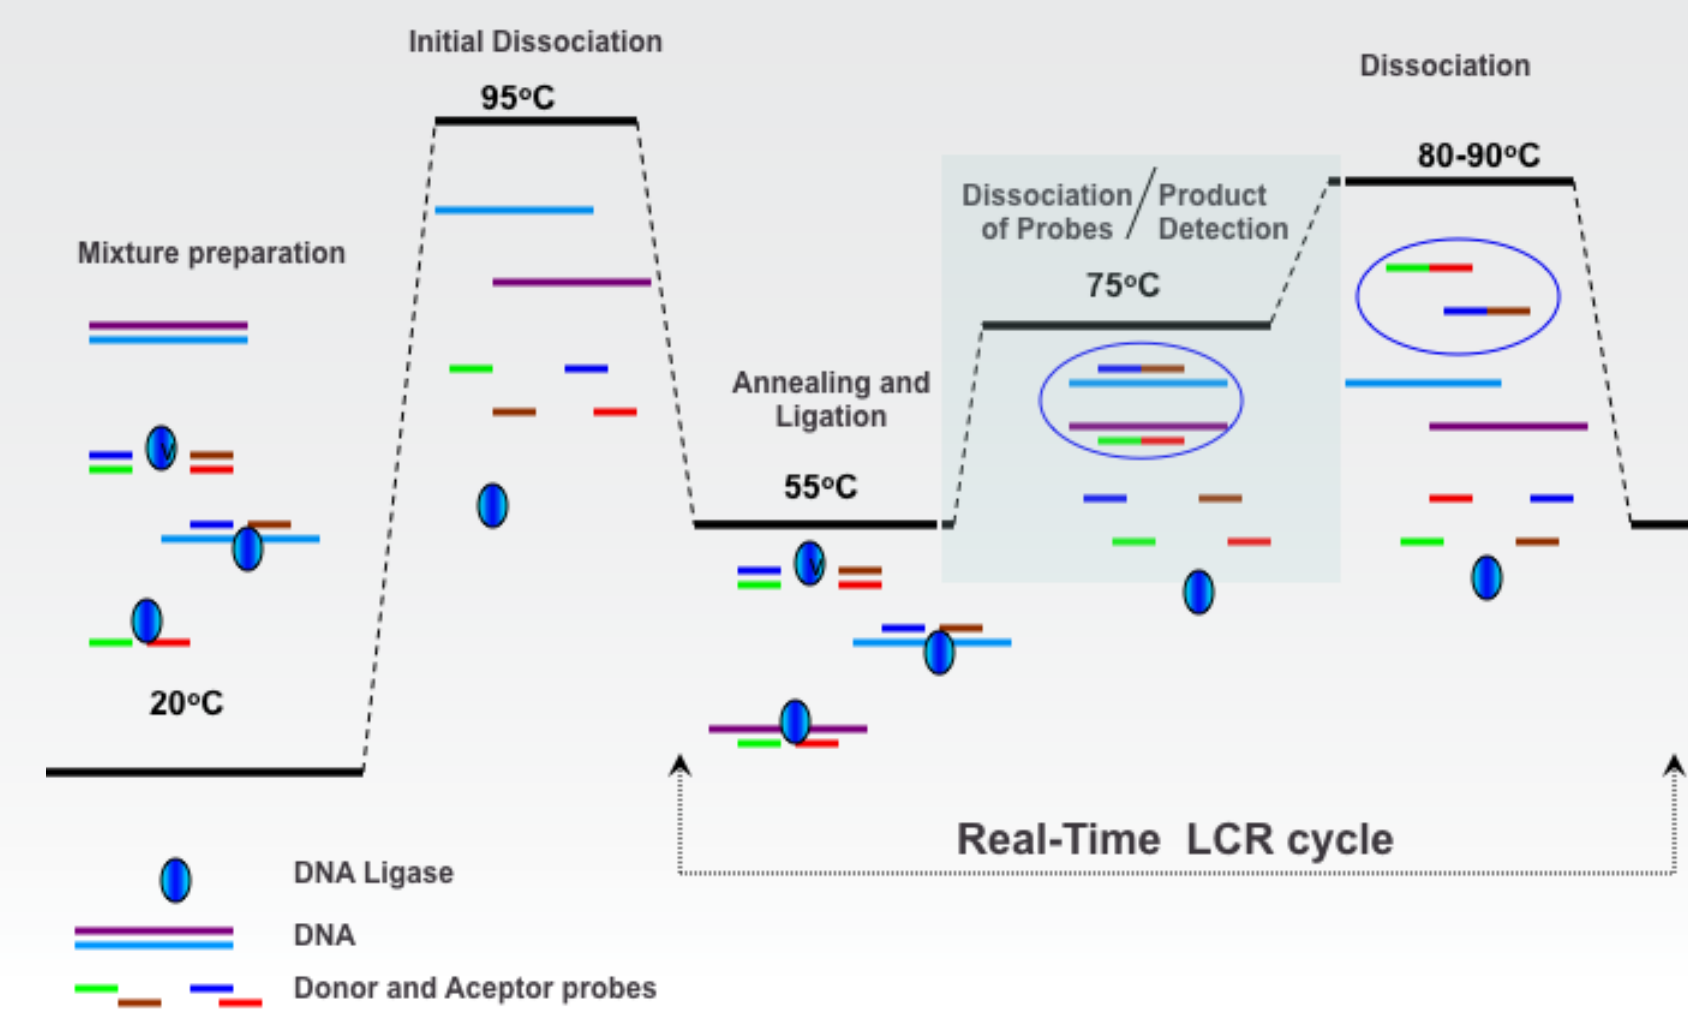 Initial Dissociation
95°C
Dissociation
80-90°C
Dissociation / Product
of Probes Detection
75°C
Mixture preparation
Annealing and
Ligation
55°C
V
V
20°C
Real-Time LCR cycle
DNA Ligase
DNA
Donor and Aceptor probes